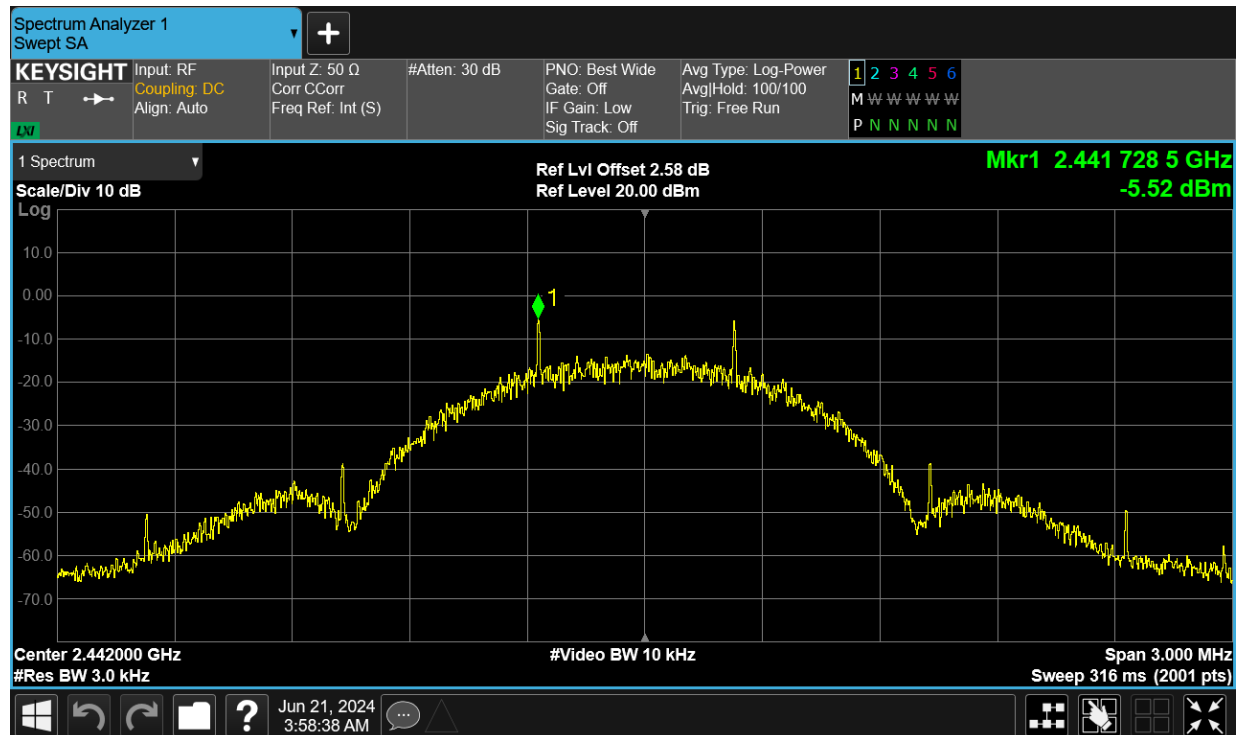 Spectrum Analyzer 1
Swept SA
▼
+
KEYSIGHT Input: RF Input Z: 50 Ω #Atten: 30 dB PNO: Best Wide Avg Type: Log-Power 1 2 3 4 5 6
R T Coupling: DC Corr CCorr Gate: Off Avg|Hold: 100/100 M W W W W W
Align: Auto Freq Ref: Int (S) IF Gain: Low Trig: Free Run P N N N N N
LXI Sig Track: Off
1 Spectrum ▼ Ref Lvl Offset 2.58 dB Mkr1 2.441 728 5 GHz
Scale/Div 10 dB Ref Level 20.00 dBm -5.52 dBm
Log
10.0
0.00
1
-10.0
-20.0
-30.0
-40.0
-50.0
-60.0
-70.0
Center 2.442000 GHz #Video BW 10 kHz Span 3.000 MHz
#Res BW 3.0 kHz Sweep 316 ms (2001 pts)
? Jun 21, 2024
3:58:38 AM